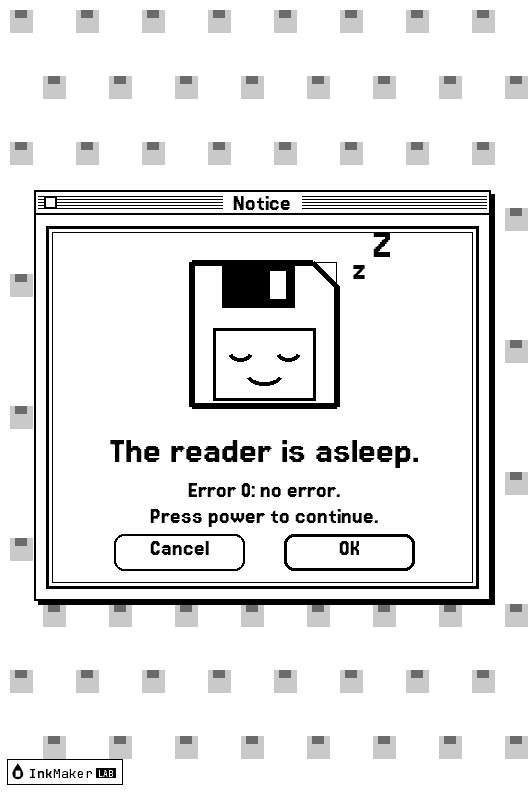 Notice
z
z
The reader is asleep.
Error 0: no error.
Press power to continue.
Cancel
OK
InkMaker LAB